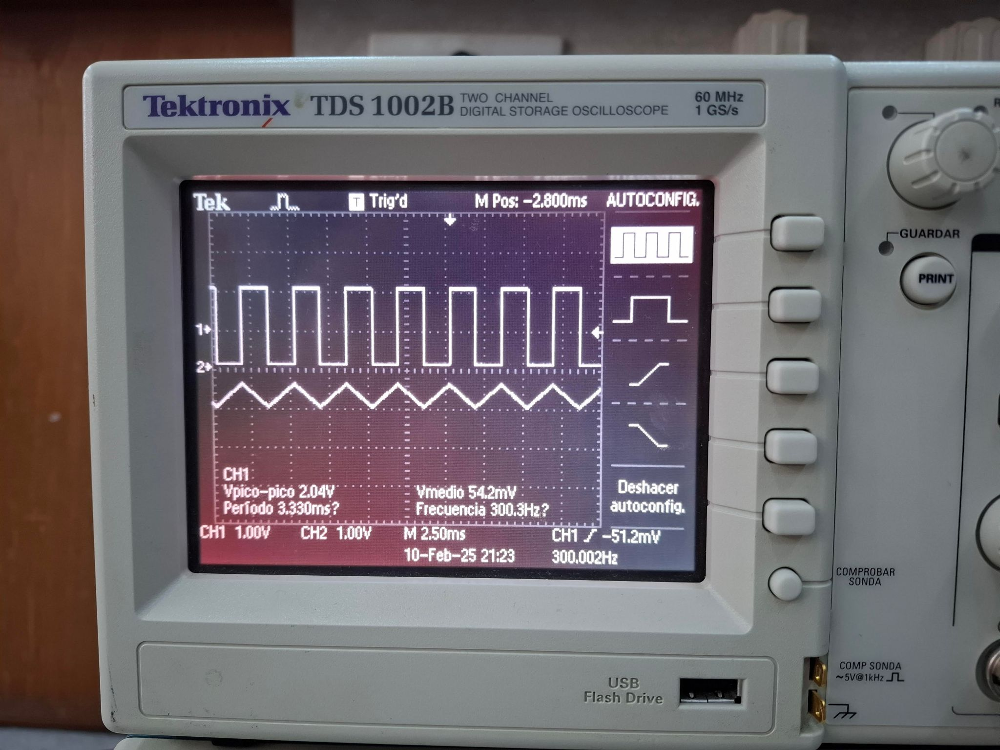 Tektronix TDS 1002B TWO CHANNEL DIGITAL STORAGE OSCILLOSCOPE 60 MHz 1 GS/s
Tek T Trig'd M Pos: -2.800ms AUTOCONFIG.
1
2
CH1
Vpico-pico 2.04V Vmedio 54.2mV
Período 3.330ms? Frecuencia 300.3Hz?
CH1 1.00V CH2 1.00V M 2.50ms CH1 -51.2mV
10-Feb-25 21:23 300.002Hz
Deshacer
autoconfig.
GUARDAR
PRINT
COMPROBAR
SONDA
COMP SONDA
~5V@1kHz
USB
Flash Drive